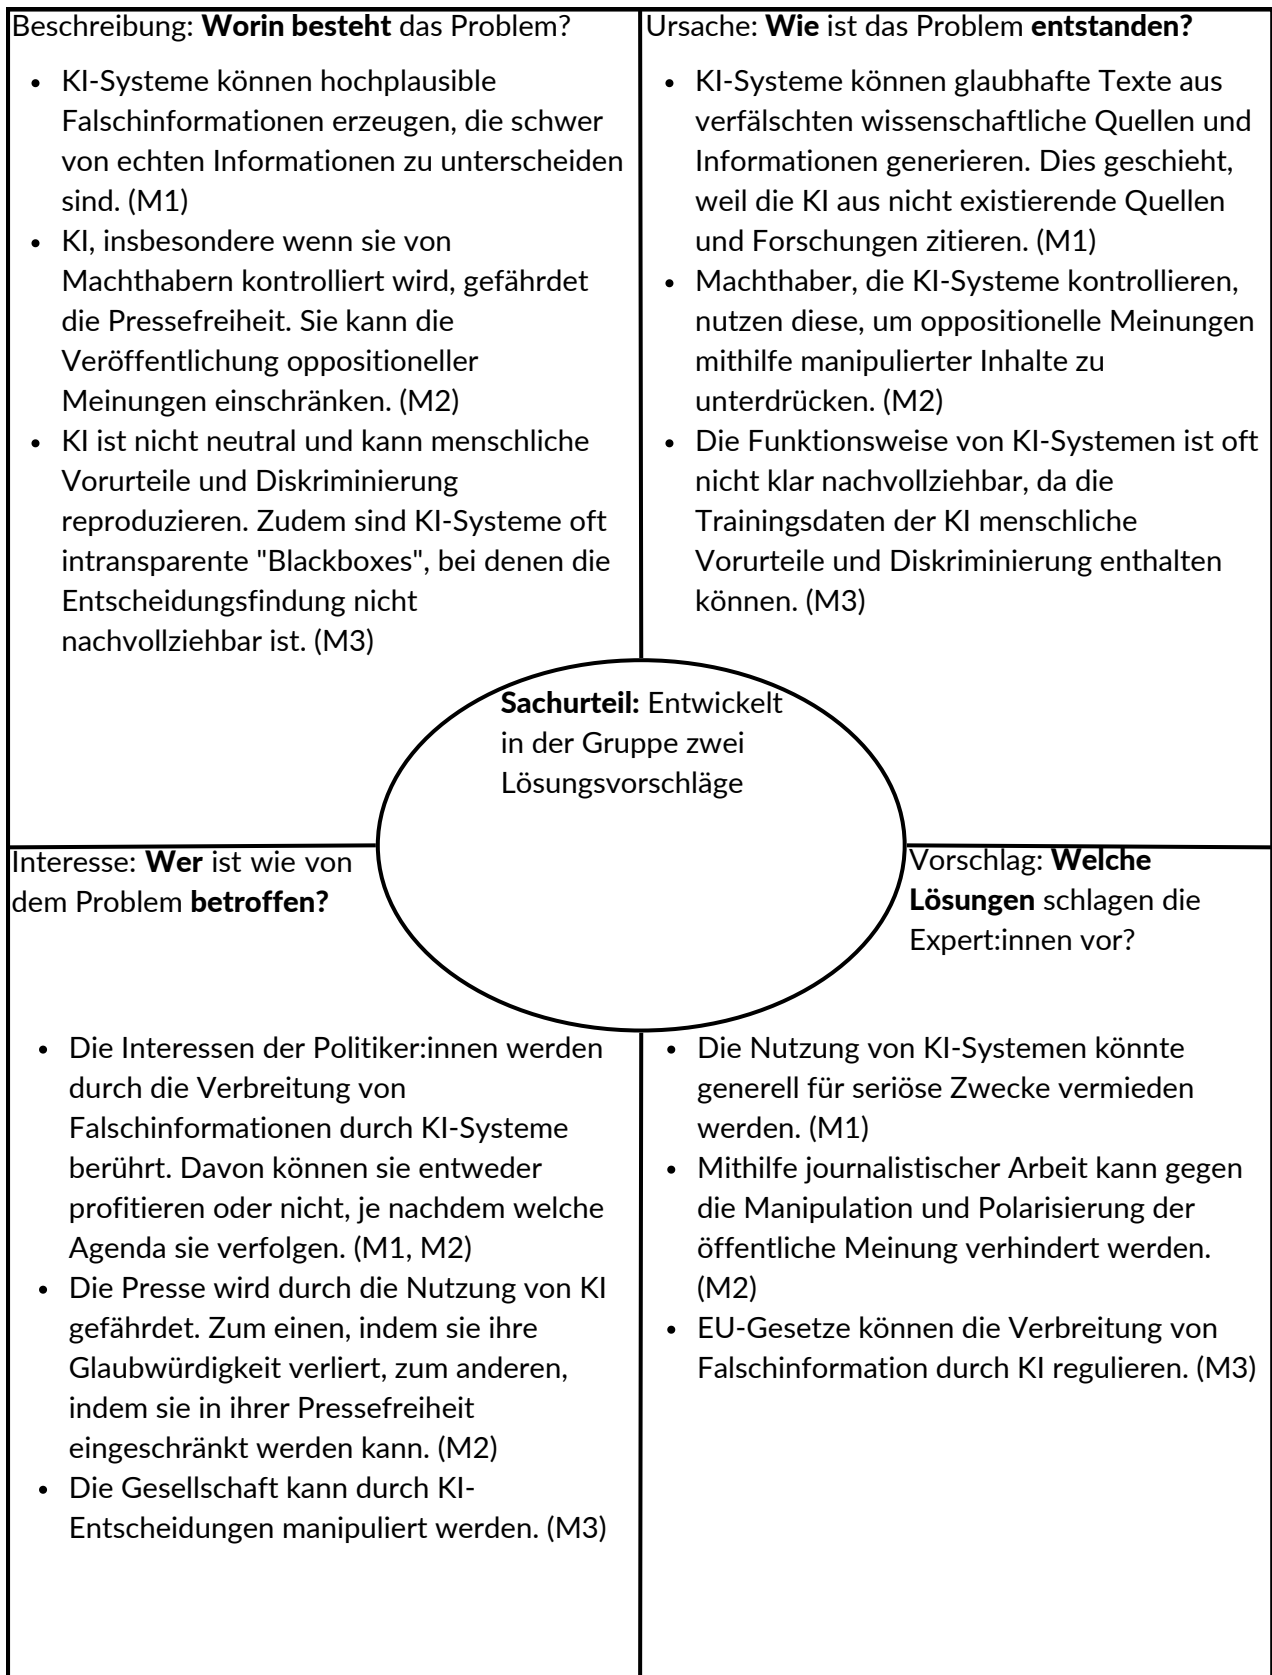 Beschreibung: Worin besteht das Problem?
• KI-Systeme können hochplausible
Falschinformationen erzeugen, die schwer
von echten Informationen zu unterscheiden
sind. (M1)
• KI, insbesondere wenn sie von
Machthabern kontrolliert wird, gefährdet
die Pressefreiheit. Sie kann die
Veröffentlichung oppositioneller
Meinungen einschränken. (M2)
• KI ist nicht neutral und kann menschliche
Vorurteile und Diskriminierung
reproduzieren. Zudem sind KI-Systeme oft
intransparente "Blackboxes", bei denen die
Entscheidungsfindung nicht
nachvollziehbar ist. (M3)
Ursache: Wie ist das Problem entstanden?
• KI-Systeme können glaubhafte Texte aus
verfälschten wissenschaftliche Quellen und
Informationen generieren. Dies geschieht,
weil die KI aus nicht existierende Quellen
und Forschungen zitieren. (M1)
• Machthaber, die KI-Systeme kontrollieren,
nutzen diese, um oppositionelle Meinungen
mithilfe manipulierter Inhalte zu
unterdrücken. (M2)
• Die Funktionsweise von KI-Systemen ist oft
nicht klar nachvollziehbar, da die
Trainingsdaten der KI menschliche
Vorurteile und Diskriminierung enthalten
können. (M3)
Sachurteil: Entwickelt
in der Gruppe zwei
Lösungsvorschläge
Interesse: Wer ist wie von
dem Problem betroffen?
• Die Interessen der Politiker:innen werden
durch die Verbreitung von
Falschinformationen durch KI-Systeme
berührt. Davon können sie entweder
profitieren oder nicht, je nachdem welche
Agenda sie verfolgen. (M1, M2)
• Die Presse wird durch die Nutzung von KI
gefährdet. Zum einen, indem sie ihre
Glaubwürdigkeit verliert, zum anderen,
indem sie in ihrer Pressefreiheit
eingeschränkt werden kann. (M2)
• Die Gesellschaft kann durch KI-
Entscheidungen manipuliert werden. (M3)
Vorschlag: Welche
Lösungen schlagen die
Expert:innen vor?
• Die Nutzung von KI-Systemen könnte
generell für seriöse Zwecke vermieden
werden. (M1)
• Mithilfe journalistischer Arbeit kann gegen
die Manipulation und Polarisierung der
öffentliche Meinung verhindert werden.
(M2)
• EU-Gesetze können die Verbreitung von
Falschinformation durch KI regulieren. (M3)